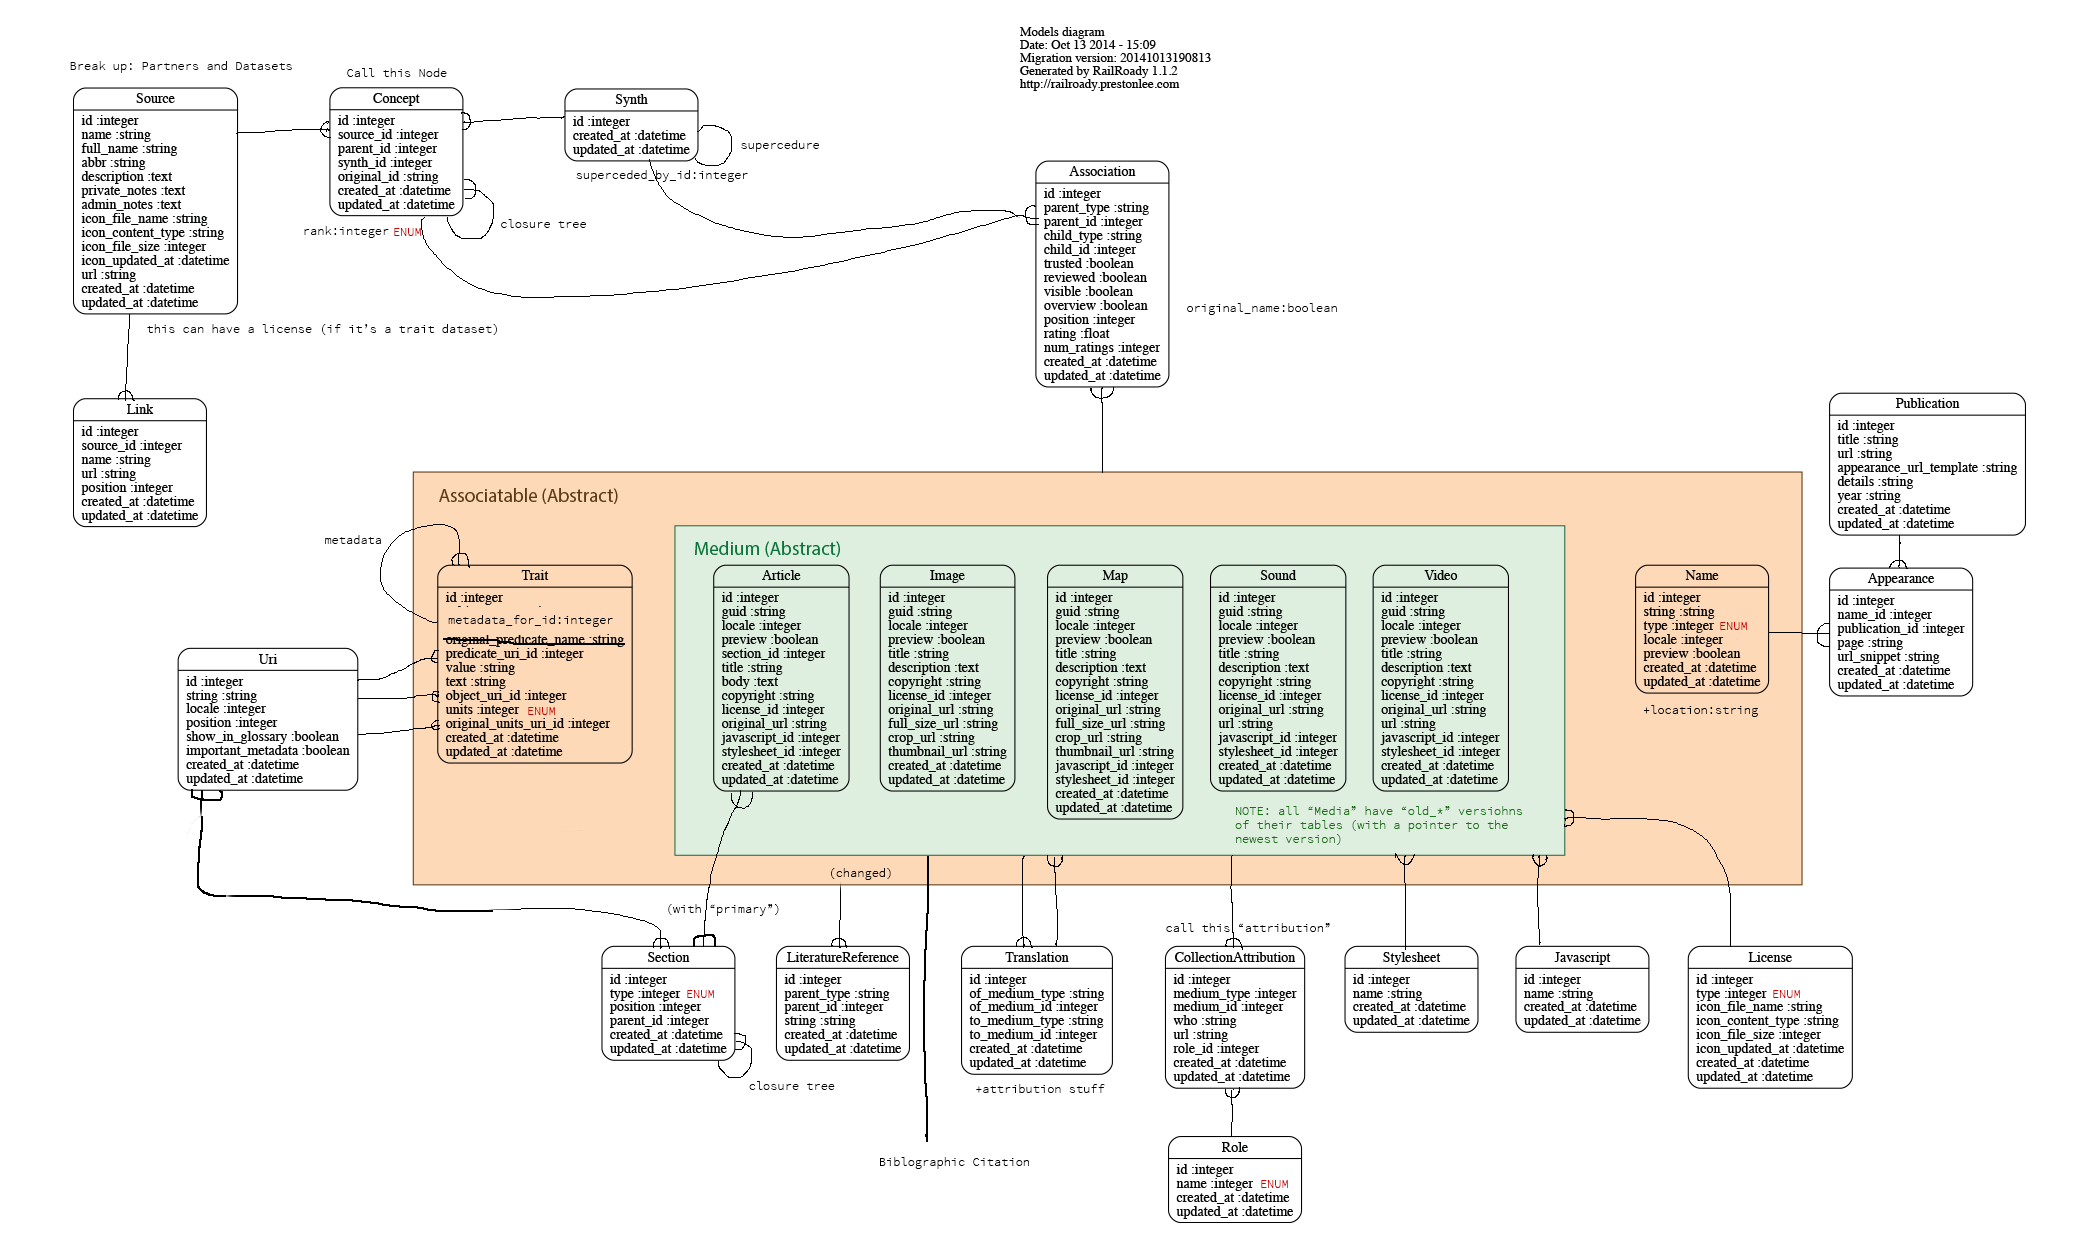 Models diagram
Date: Oct 13 2014 - 15:09
Migration version: 20141013190813
Generated by RailRoady 1.1.2
http://railroady.prestonlee.com
Break up: Partners and Datasets
Source
id :integer
name :string
full_name :string
abbr :string
description :text
private_notes :text
admin_notes :text
icon_file_name :string
icon_content_type :string
icon_file_size :integer
icon_updated_at :datetime
url :string
created_at :datetime
updated_at :datetime
this can have a license (if it's a trait dataset)
Call this Node
Concept
id :integer
source_id :integer
parent_id :integer
synth_id :integer
original_id :string
created_at :datetime
updated_at :datetime
rank:integer ENUM
closure tree
Synth
id :integer
created_at :datetime
updated_at :datetime
supercedure
superceded_by_id:integer
Association
id :integer
parent_type :string
parent_id :integer
child_type :string
child_id :integer
trusted :boolean
reviewed :boolean
visible :boolean
overview :boolean
position :integer
rating :float
num_ratings :integer
created_at :datetime
updated_at :datetime
original_name:boolean
Link
id :integer
source_id :integer
name :string
url :string
position :integer
created_at :datetime
updated_at :datetime
Publication
id :integer
title :string
url :string
appearance_url_template :string
details :string
year :string
created_at :datetime
updated_at :datetime
Associatable (Abstract)
metadata
Trait
id :integer
metadata_for_id:integer
original_predicate_name :string
predicate_uri_id :integer
value :string
text :string
object_uri_id :integer
units :integer ENUM
original_units_uri_id :integer
created_at :datetime
updated_at :datetime
Medium (Abstract)
Article
id :integer
guid :string
locale :integer
preview :boolean
section_id :integer
title :string
body :text
copyright :string
license_id :integer
original_url :string
javascript_id :integer
stylesheet_id :integer
created_at :datetime
updated_at :datetime
Image
id :integer
guid :string
locale :integer
preview :boolean
title :string
description :text
copyright :string
license_id :integer
original_url :string
full_size_url :string
crop_url :string
thumbnail_url :string
created_at :datetime
updated_at :datetime
Map
id :integer
guid :string
locale :integer
preview :boolean
title :string
description :text
copyright :string
license_id :integer
original_url :string
full_size_url :string
crop_url :string
thumbnail_url :string
javascript_id :integer
stylesheet_id :integer
created_at :datetime
updated_at :datetime
Sound
id :integer
guid :string
locale :integer
preview :boolean
title :string
description :text
copyright :string
license_id :integer
original_url :string
url :string
javascript_id :integer
stylesheet_id :integer
created_at :datetime
updated_at :datetime
Video
id :integer
guid :string
locale :integer
preview :boolean
title :string
description :text
copyright :string
license_id :integer
original_url :string
url :string
javascript_id :integer
stylesheet_id :integer
created_at :datetime
updated_at :datetime
NOTE: all “Media” have “old_*” versiohns
of their tables (with a pointer to the
newest version)
Name
id :integer
string :string
type :integer ENUM
locale :integer
preview :boolean
created_at :datetime
updated_at :datetime
+location:string
Appearance
id :integer
name_id :integer
publication_id :integer
page :string
url_snippet :string
created_at :datetime
updated_at :datetime
Uri
id :integer
string :string
locale :integer
position :integer
show_in_glossary :boolean
important_metadata :boolean
created_at :datetime
updated_at :datetime
(changed)
(with “primary”)
Section
id :integer
type :integer ENUM
position :integer
parent_id :integer
created_at :datetime
updated_at :datetime
closure tree
LiteratureReference
id :integer
parent_type :string
parent_id :integer
string :string
created_at :datetime
updated_at :datetime
Biblographic Citation
Translation
id :integer
of_medium_type :string
of_medium_id :integer
to_medium_type :string
to_medium_id :integer
created_at :datetime
updated_at :datetime
+attribution stuff
call this “attribution”
CollectionAttribution
id :integer
medium_type :integer
medium_id :integer
who :string
url :string
role_id :integer
created_at :datetime
updated_at :datetime
Role
id :integer
name :integer ENUM
created_at :datetime
updated_at :datetime
Stylesheet
id :integer
name :string
created_at :datetime
updated_at :datetime
Javascript
id :integer
name :string
created_at :datetime
updated_at :datetime
License
id :integer
type :integer ENUM
icon_file_name :string
icon_content_type :string
icon_file_size :integer
icon_updated_at :datetime
created_at :datetime
updated_at :datetime